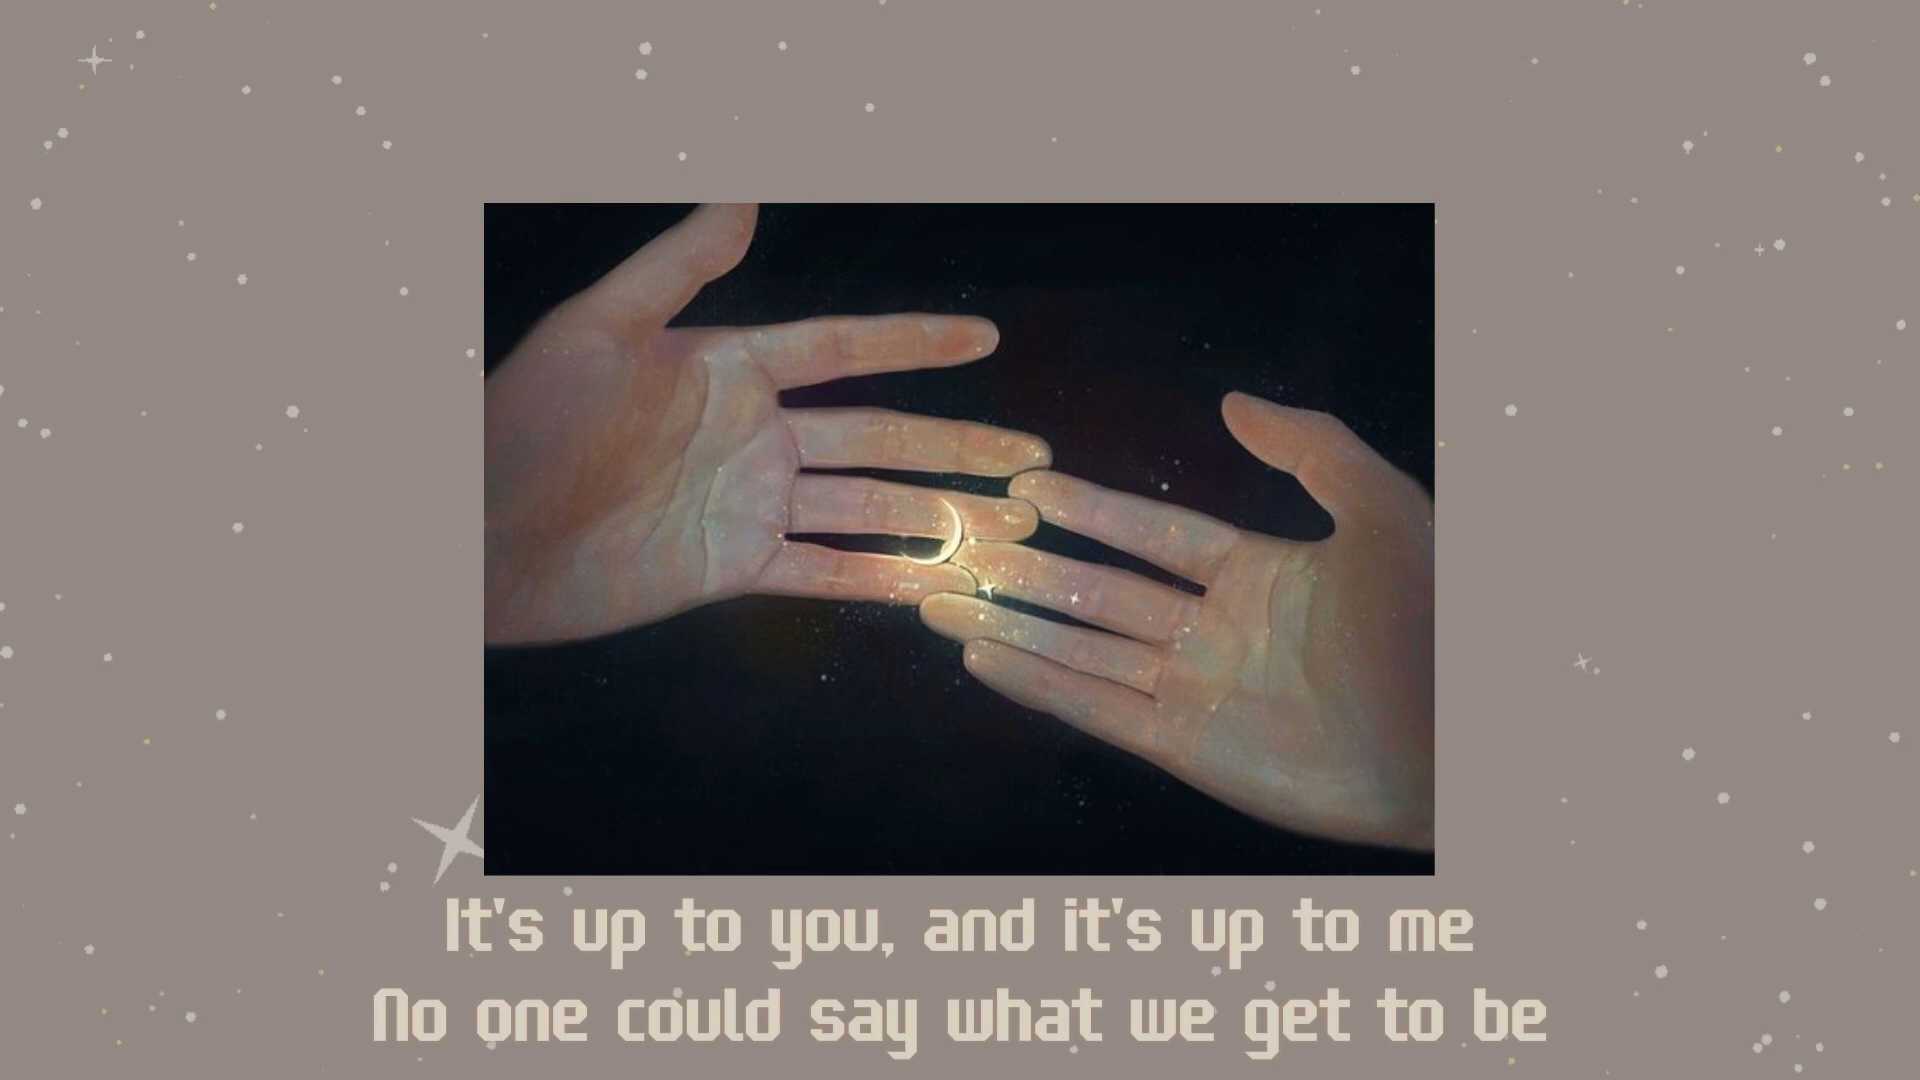 It's up to you, and it's up to me
No one could say what we get to be